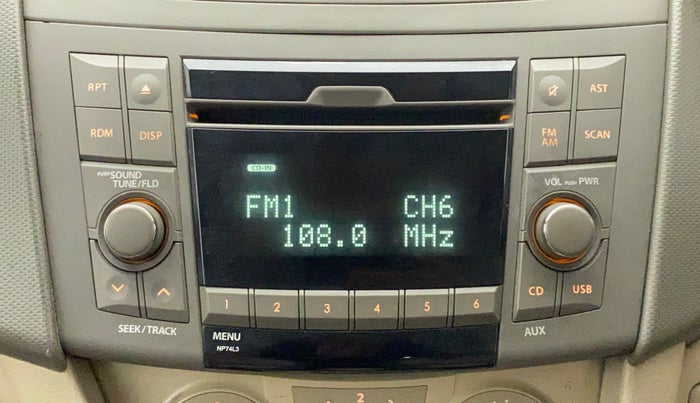 RPT
AST
RDM DISP
FM
AM
SCAN
PUSH SOUND
TUNE/FLD
VOL PUSH PWR
CD-IN
FM1 CH6
108.0 MHz
1 2 3 4 5 6
CD USB
SEEK/TRACK
AUX
MENU
NP74L3
2